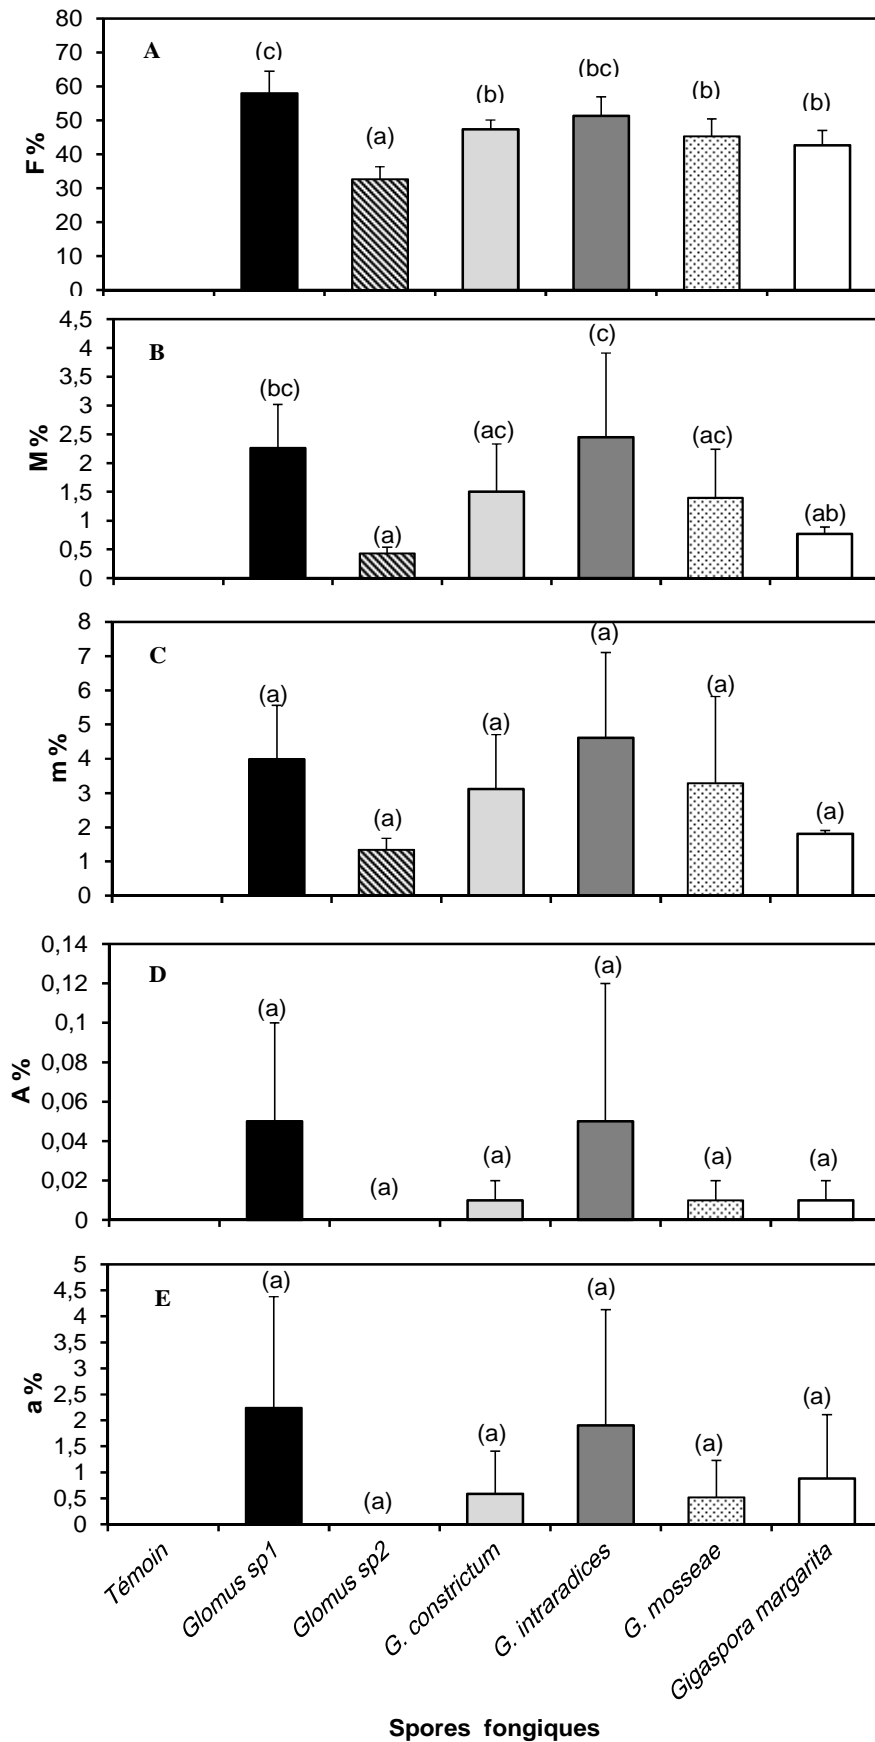 80
70
60
50
40
30
20
10
0
F %
A
(c)
(a)
(b)
(bc)
(b)
(b)
4,5
4
3,5
3
2,5
2
1,5
1
0,5
0
M %
B
(bc)
(a)
(ac)
(c)
(ac)
(ab)
8
7
6
5
4
3
2
1
0
m %
C
(a)
(a)
(a)
(a)
(a)
(a)
0,14
0,12
0,1
0,08
0,06
0,04
0,02
0
A %
D
(a)
(a)
(a)
(a)
(a)
(a)
5
4,5
4
3,5
3
2,5
2
1,5
1
0,5
0
a %
E
(a)
(a)
(a)
(a)
(a)
(a)
Témoin
Glomus sp1
Glomus sp2
G. constrictum
G. intraradices
G. mosseae
Gigaspora margarita
Spores fongiques